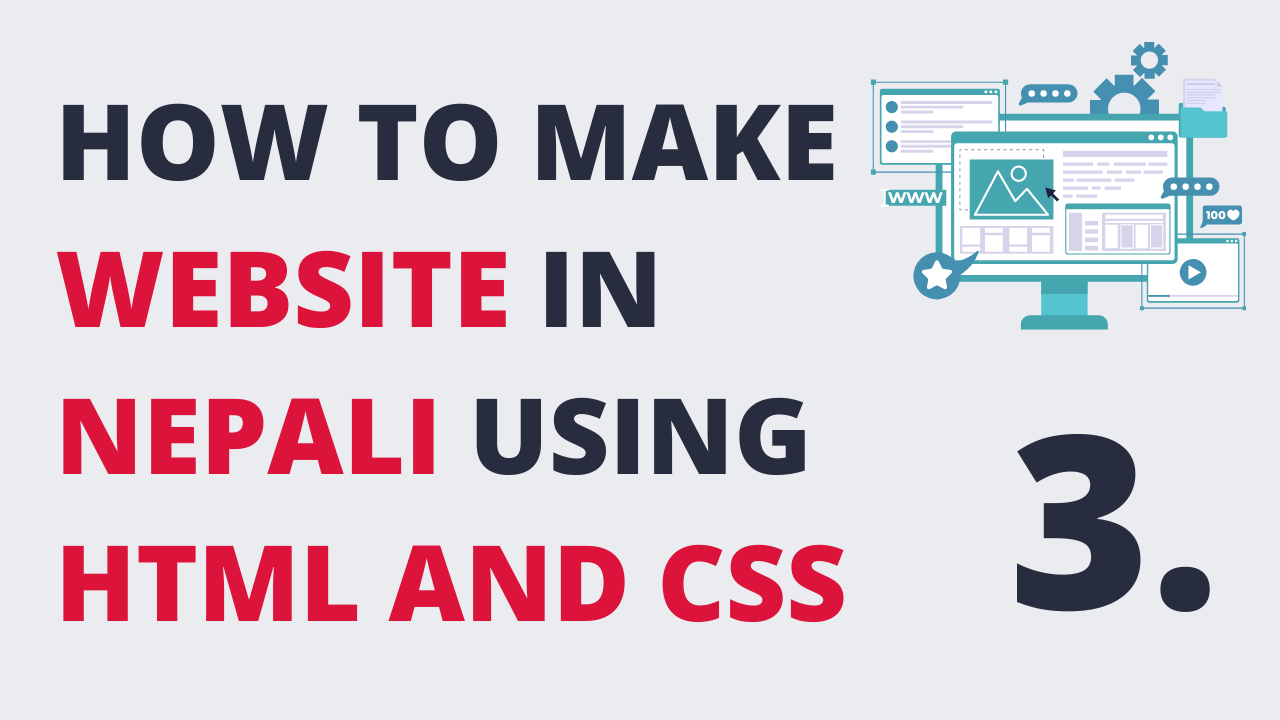 HOW TO MAKE
WEBSITE IN
NEPALI USING
HTML AND CSS
WWW
100
3.